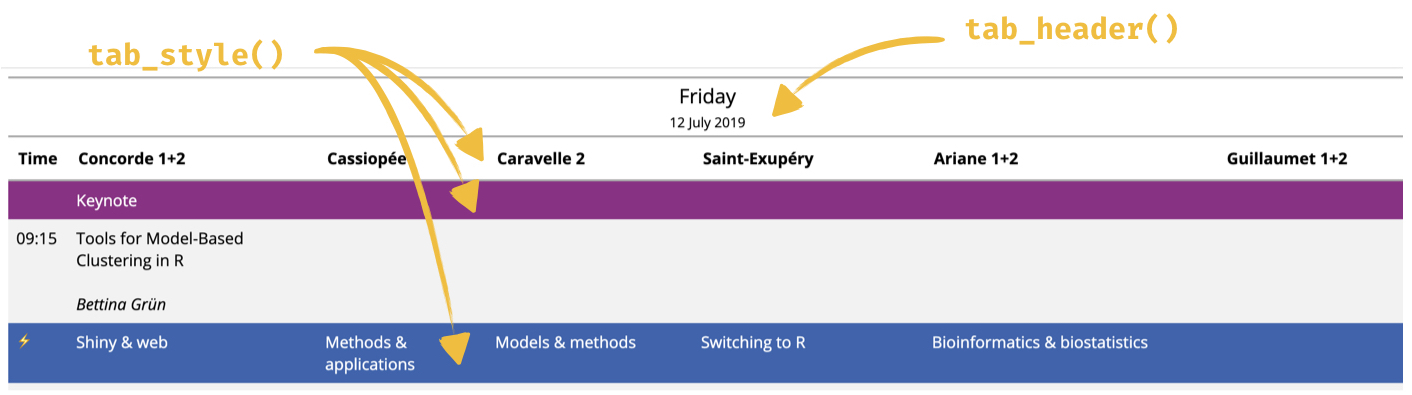 tab_style()
tab_header()
Friday
12 July 2019
Time Concorde 1+2 Cassiopée Caravelle 2 Saint-Exupéry Ariane 1+2 Guillaumet 1+2
Keynote
09:15 Tools for Model-Based
Clustering in R
Bettina Grün
⚡ Shiny & web Methods & Models & methods Switching to R Bioinformatics & biostatistics
applications